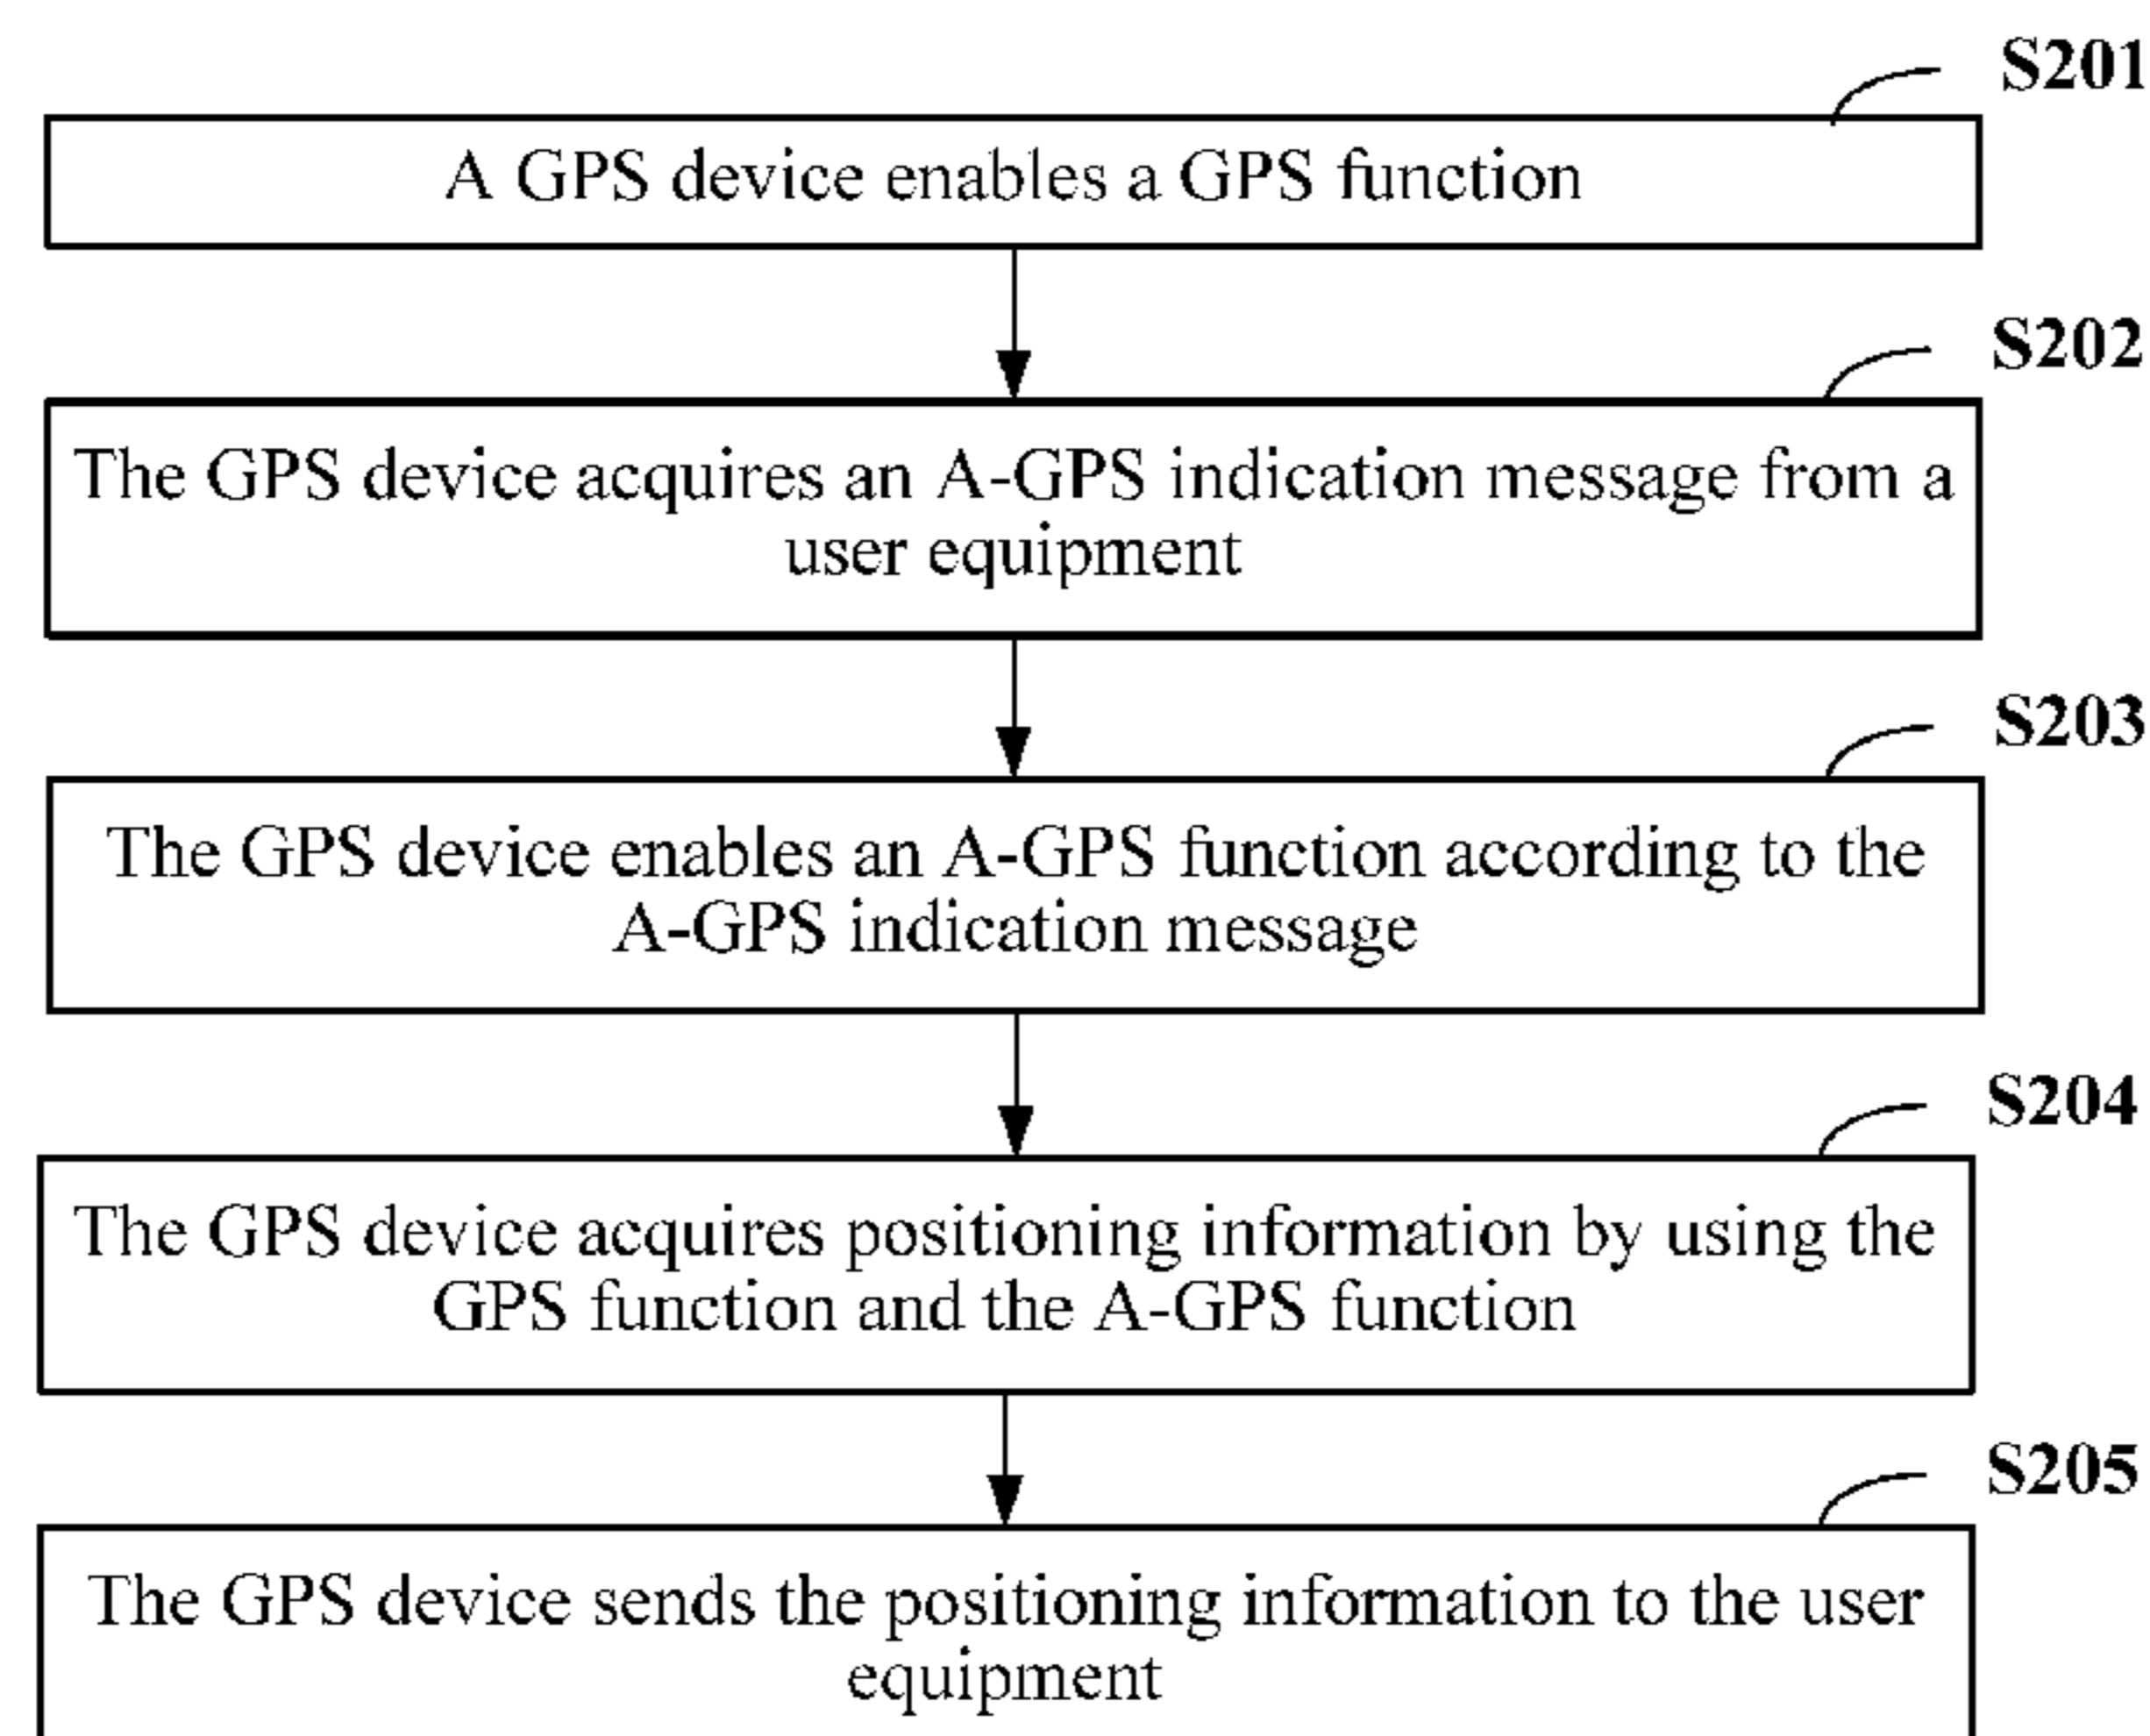 S201
A GPS device enables a GPS function
S202
The GPS device acquires an A-GPS indication message from a
user equipment
S203
The GPS device enables an A-GPS function according to the
A-GPS indication message
S204
The GPS device acquires positioning information by using the
GPS function and the A-GPS function
S205
The GPS device sends the positioning information to the user
equipment